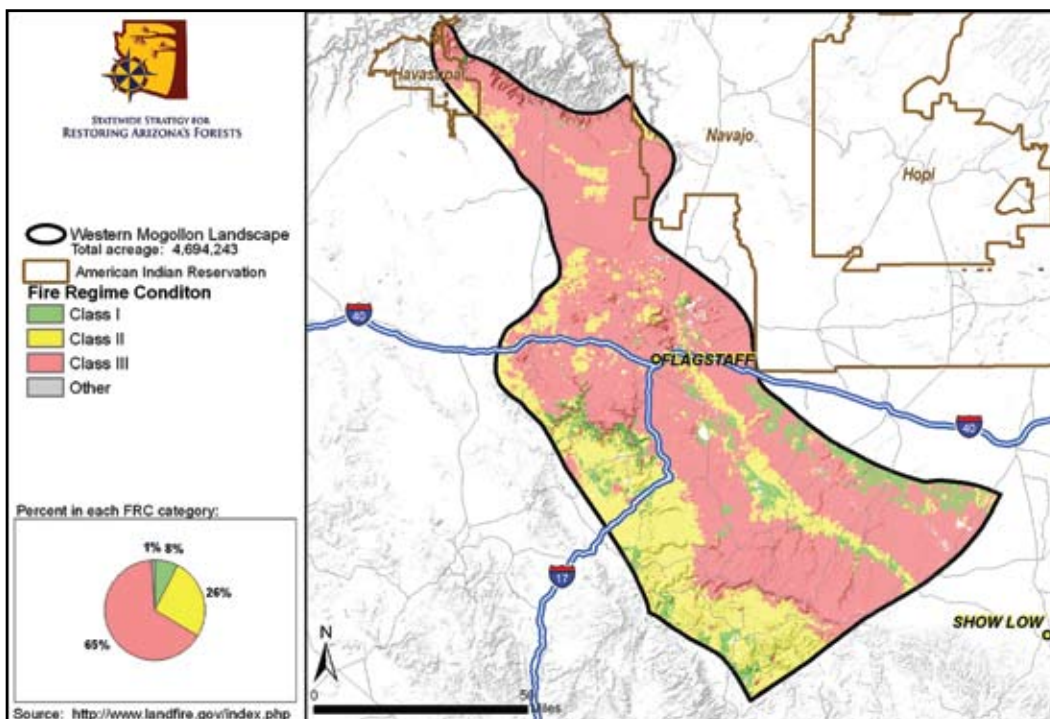 STATEWIDE STRATEGY FOR
RESTORING ARIZONA'S FORESTS
Western Mogollon Landscape
Total acreage: 4,694,243
American Indian Reservation
Fire Regime Conditon
Class I
Class II
Class III
Other
Percent in each FRC category:
1%
8%
26%
65%
Source: http://www.landfire.gov/index.php
Havasupai
Navajo
Hopi
40
FLAGSTAFF
40
17
SHOW LOW
N
0
50
Miles